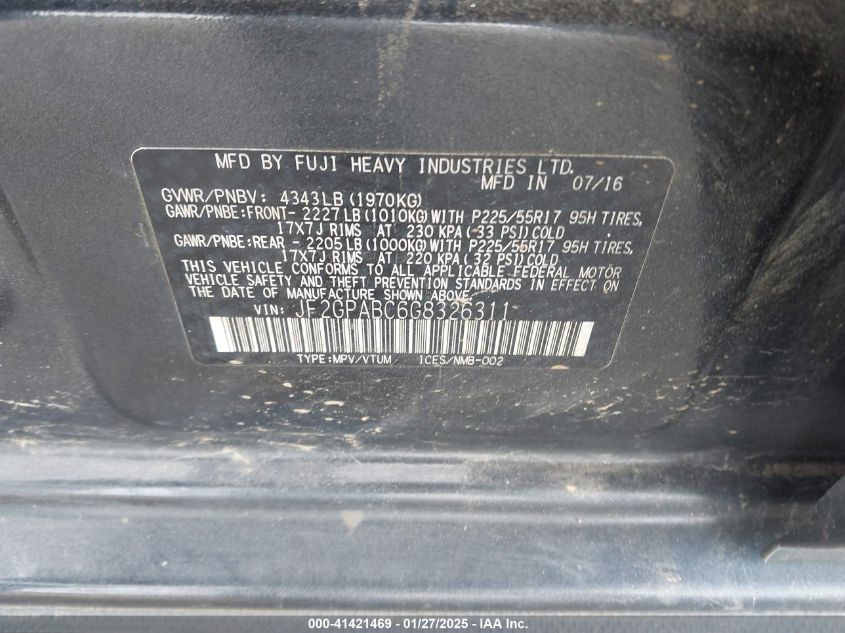 MFD BY FUJI HEAVY INDUSTRIES LTD.
MFD IN 07/16
GVWR/PNBV: 4343LB(1970KG)
GAWR/PNBE:FRONT- 2227LB(1010KG)WITH P225/55R17 95H TIRES,
17X7J RIMS AT 230 KPA( 33 PSI)COLD
GAWR/PNBE:REAR - 2205LB(1000KG)WITH P225/55R17 95H TIRES,
17X7J RIMS AT 220 KPA( 32 PSI)COLD
THIS VEHICLE CONFORMS TO ALL APPLICABLE FEDERAL MOTOR
VEHICLE SAFETY AND THEFT PREVENTION STANDARDS IN EFFECT ON
THE DATE OF MANUFACTURE SHOWN ABOVE.
VIN: JF2GPABC6G8326311
TYPE:MPV/VTUM ICES/NMB-002
000-41421469 - 01/27/2025 - IAA Inc.